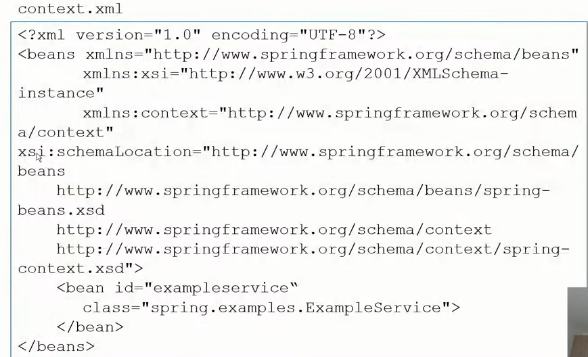 context.xml
<?xml version="1.0" encoding="UTF-8"?>
<beans xmlns="http://www.springframework.org/schema/beans"
xmlns:xsi="http://www.w3.org/2001/XMLSchema-
instance"
xmlns:context="http://www.springframework.org/schem
a/context"
xsi:schemaLocation="http://www.springframework.org/schema/
beans
http://www.springframework.org/schema/beans/spring-
beans.xsd
http://www.springframework.org/schema/context
http://www.springframework.org/schema/context/spring-
context.xsd">
<bean id="exampleservice“
class="spring.examples.ExampleService">
</bean>
</beans>